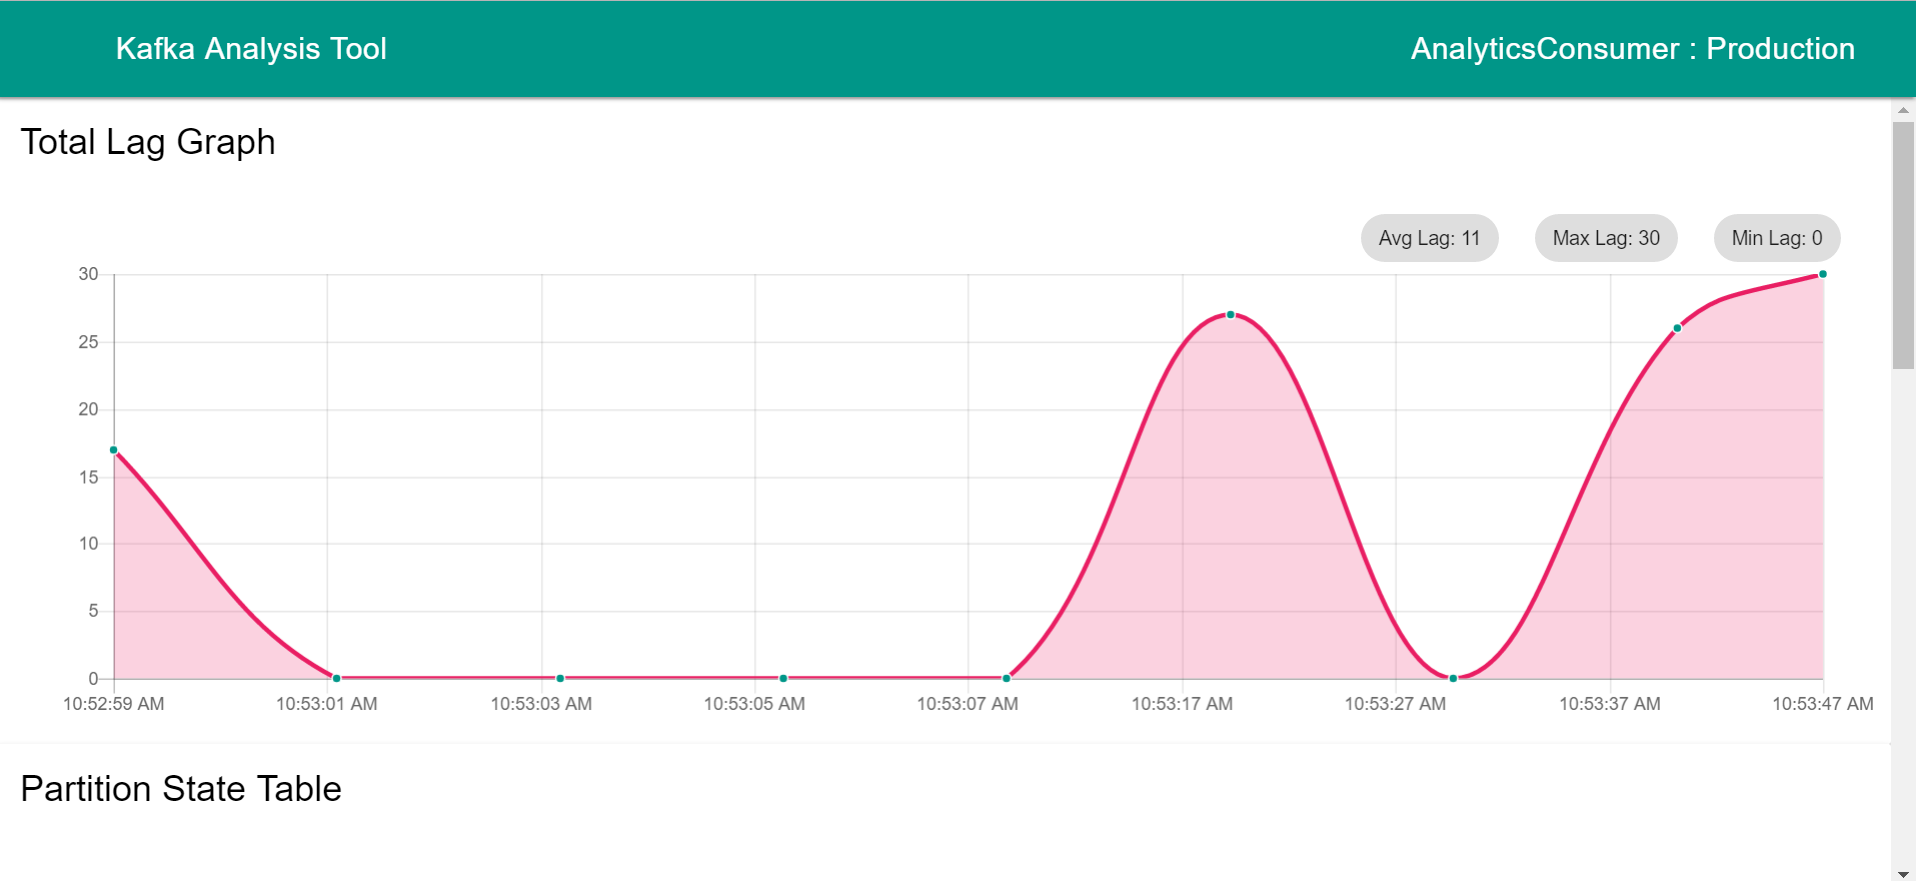 Kafka Analysis Tool
AnalyticsConsumer : Production
Total Lag Graph
Avg Lag: 11
Max Lag: 30
Min Lag: 0
30
25
20
15
10
5
0
10:52:59 AM
10:53:01 AM
10:53:03 AM
10:53:05 AM
10:53:07 AM
10:53:17 AM
10:53:27 AM
10:53:37 AM
10:53:47 AM
Partition State Table